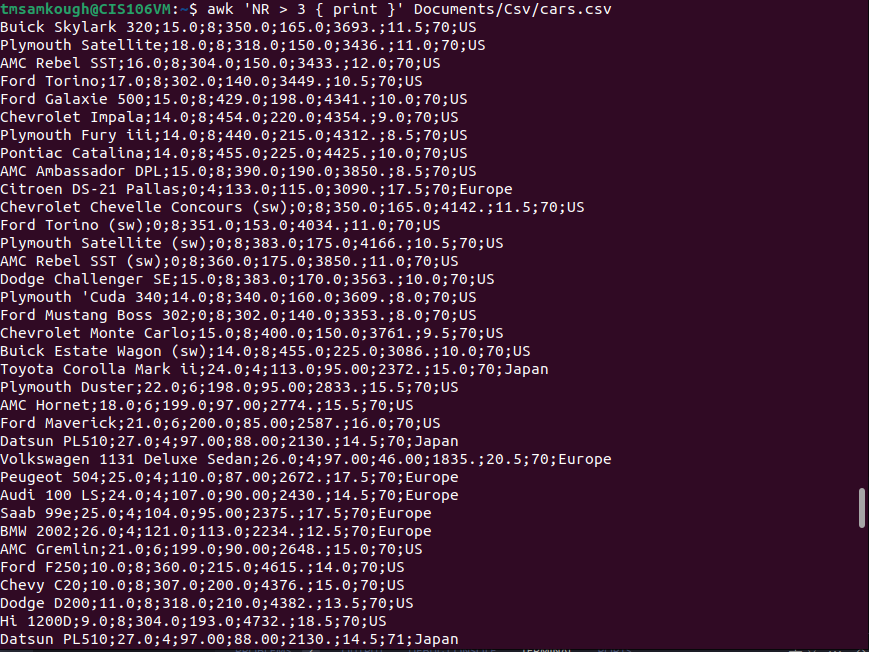 tmsamkough@CIS106VM:~$ awk 'NR > 3 { print }' Documents/Csv/cars.csv
Buick Skylark 320;15.0;8;350.0;165.0;3693.;11.5;70;US
Plymouth Satellite;18.0;8;318.0;150.0;3436.;11.0;70;US
AMC Rebel SST;16.0;8;304.0;150.0;3433.;12.0;70;US
Ford Torino;17.0;8;302.0;140.0;3449.;10.5;70;US
Ford Galaxie 500;15.0;8;429.0;198.0;4341.;10.0;70;US
Chevrolet Impala;14.0;8;454.0;220.0;4354.;9.0;70;US
Plymouth Fury iii;14.0;8;440.0;215.0;4312.;8.5;70;US
Pontiac Catalina;14.0;8;455.0;225.0;4425.;10.0;70;US
AMC Ambassador DPL;15.0;8;390.0;190.0;3850.;8.5;70;US
Citroen DS-21 Pallas;0;4;133.0;115.0;3090.;17.5;70;Europe
Chevrolet Chevelle Concours (sw);0;8;350.0;165.0;4142.;11.5;70;US
Ford Torino (sw);0;8;351.0;153.0;4034.;11.0;70;US
Plymouth Satellite (sw);0;8;383.0;175.0;4166.;10.5;70;US
AMC Rebel SST (sw);0;8;360.0;175.0;3850.;11.0;70;US
Dodge Challenger SE;15.0;8;383.0;170.0;3563.;10.0;70;US
Plymouth 'Cuda 340;14.0;8;340.0;160.0;3609.;8.0;70;US
Ford Mustang Boss 302;0;8;302.0;140.0;3353.;8.0;70;US
Chevrolet Monte Carlo;15.0;8;400.0;150.0;3761.;9.5;70;US
Buick Estate Wagon (sw);14.0;8;455.0;225.0;3086.;10.0;70;US
Toyota Corolla Mark ii;24.0;4;113.0;95.00;2372.;15.0;70;Japan
Plymouth Duster;22.0;6;198.0;95.00;2833.;15.5;70;US
AMC Hornet;18.0;6;199.0;97.00;2774.;15.5;70;US
Ford Maverick;21.0;6;200.0;85.00;2587.;16.0;70;US
Datsun PL510;27.0;4;97.00;88.00;2130.;14.5;70;Japan
Volkswagen 1131 Deluxe Sedan;26.0;4;97.00;46.00;1835.;20.5;70;Europe
Peugeot 504;25.0;4;110.0;87.00;2672.;17.5;70;Europe
Audi 100 LS;24.0;4;107.0;90.00;2430.;14.5;70;Europe
Saab 99e;25.0;4;104.0;95.00;2375.;17.5;70;Europe
BMW 2002;26.0;4;121.0;113.0;2234.;12.5;70;Europe
AMC Gremlin;21.0;6;199.0;90.00;2648.;15.0;70;US
Ford F250;10.0;8;360.0;215.0;4615.;14.0;70;US
Chevy C20;10.0;8;307.0;200.0;4376.;15.0;70;US
Dodge D200;11.0;8;318.0;210.0;4382.;13.5;70;US
Hi 1200D;9.0;8;304.0;193.0;4732.;18.5;70;US
Datsun PL510;27.0;4;97.00;88.00;2130.;14.5;71;Japan